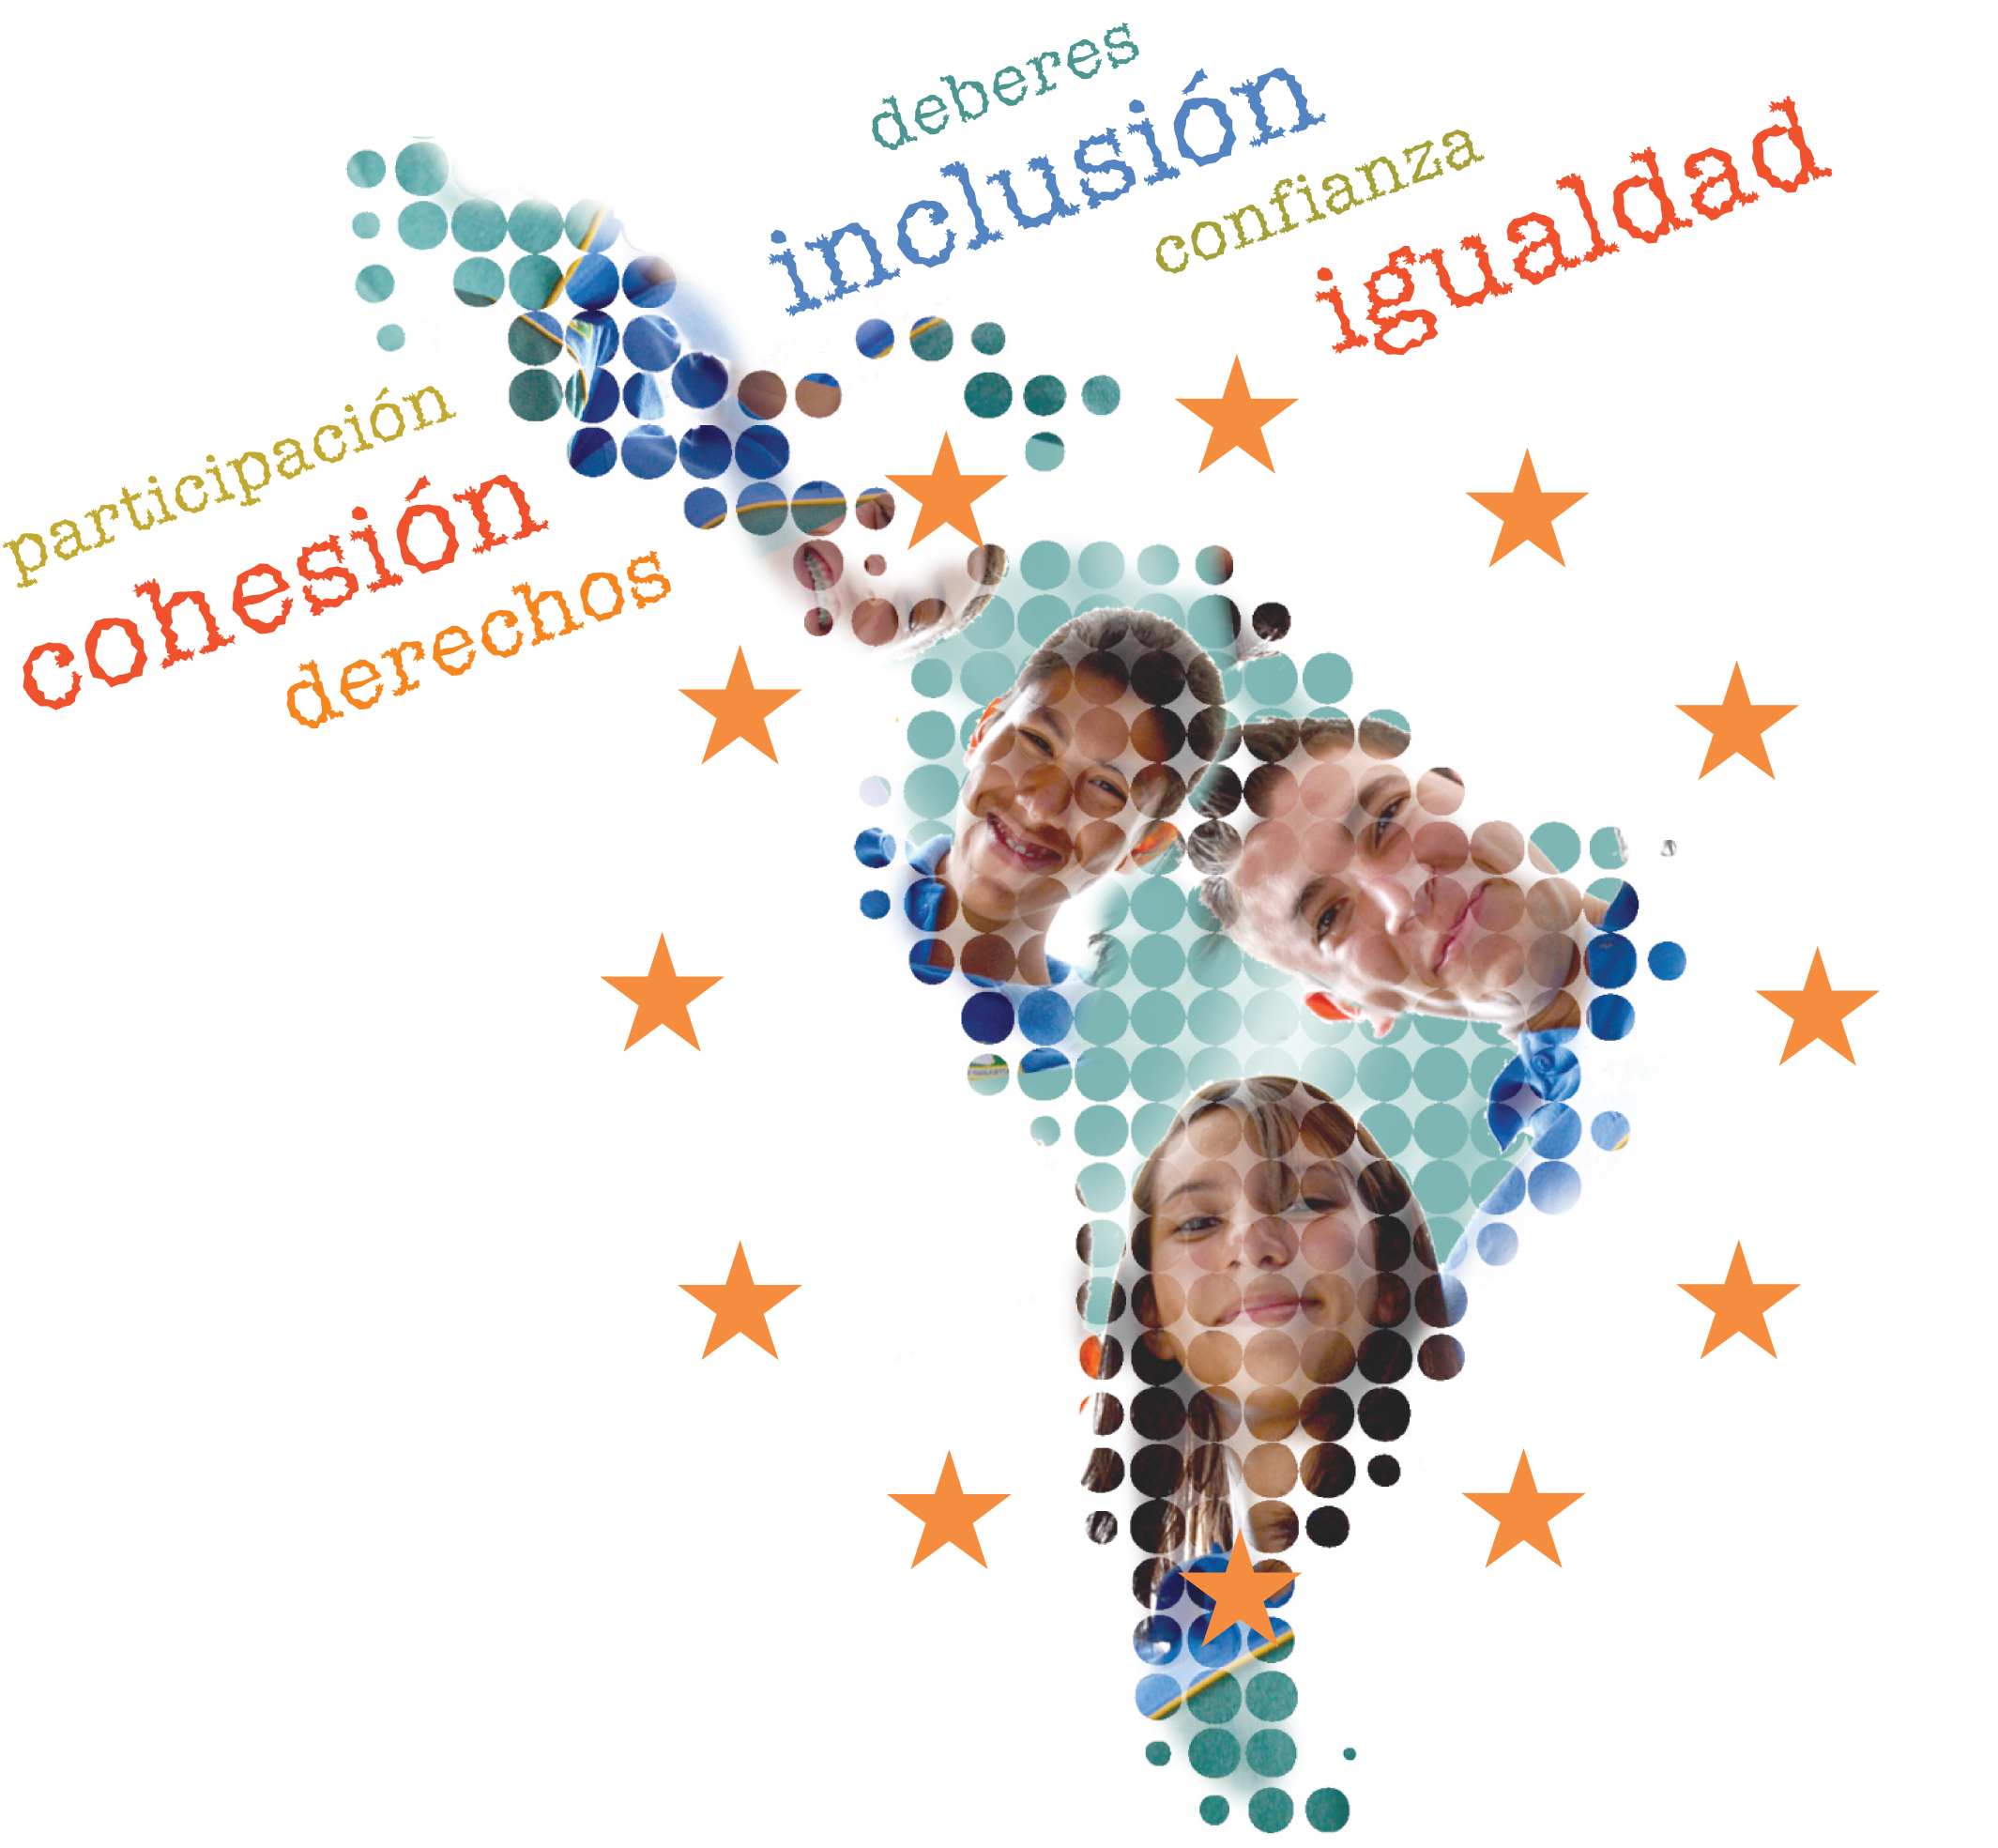 deberes
inclusión
confianza
igualdad
participación
cohesión
derechos